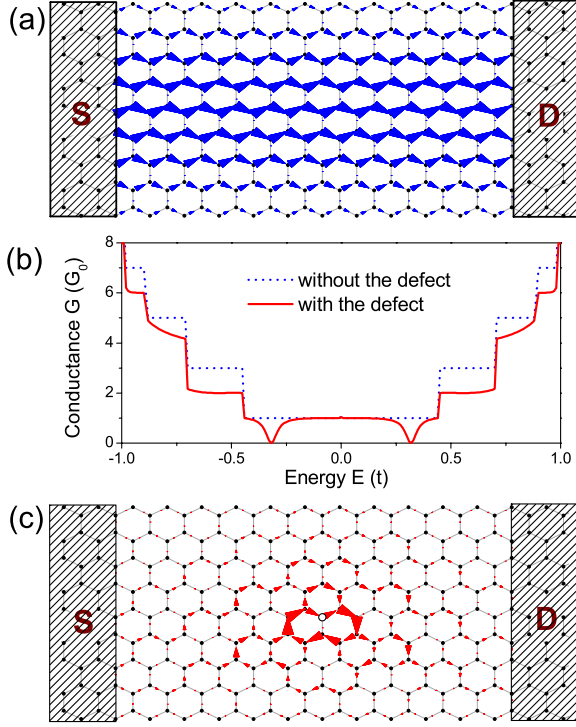 (a)
S
D
(b)
Conductance G (G₀)
8
6
4
2
0
without the defect
with the defect
-1.0
-0.5
0.0
0.5
1.0
Energy E (t)
(c)
S
D